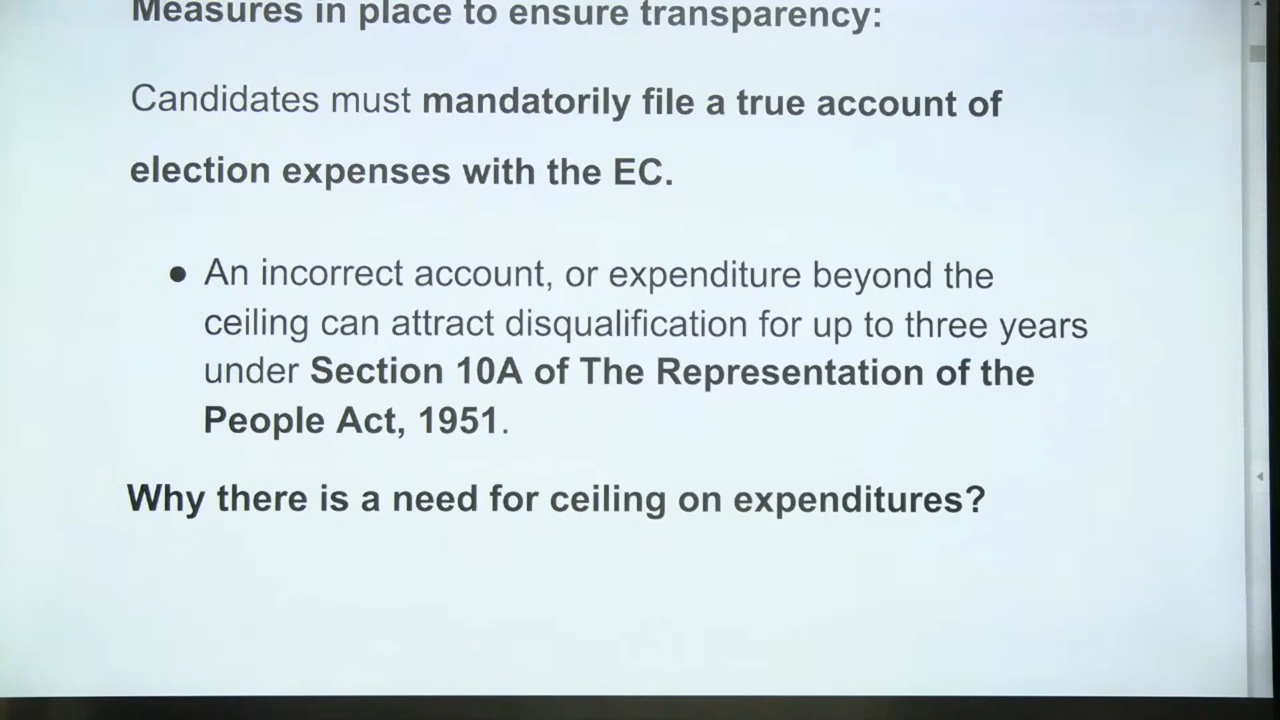 Measures in place to ensure transparency:
Candidates must mandatorily file a true account of
election expenses with the EC.
● An incorrect account, or expenditure beyond the
ceiling can attract disqualification for up to three years
under Section 10A of The Representation of the
People Act, 1951.
Why there is a need for ceiling on expenditures?